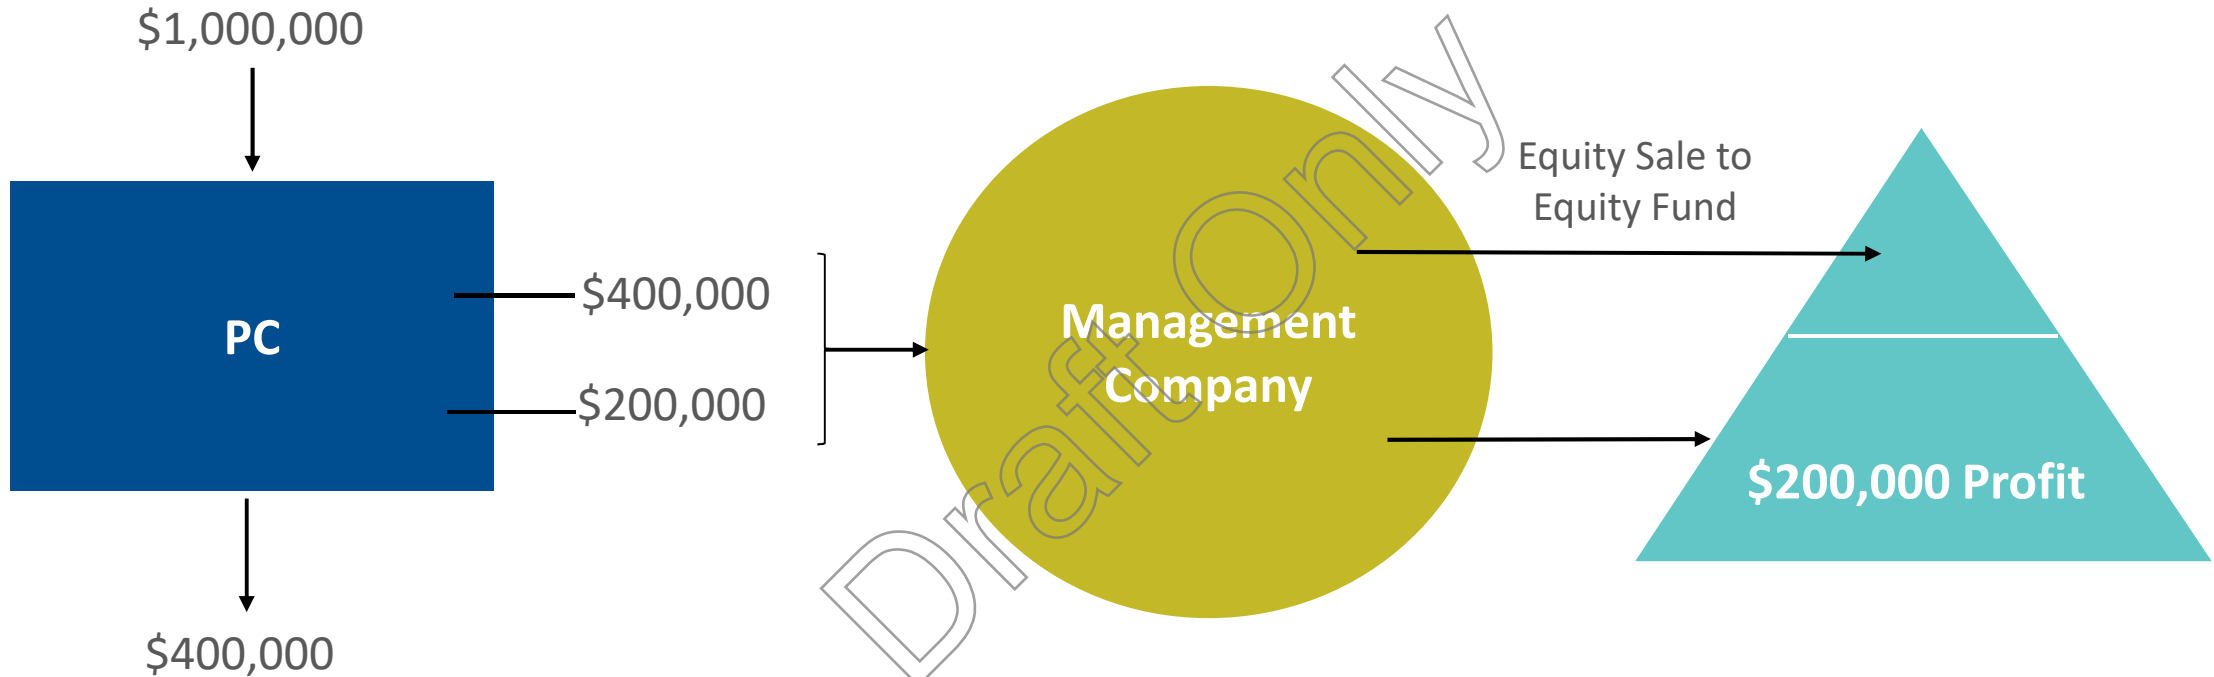 $1,000,000
PC
$400,000
$200,000
$400,000
Management
Company
Equity Sale to
Equity Fund
$200,000 Profit
Draft Only